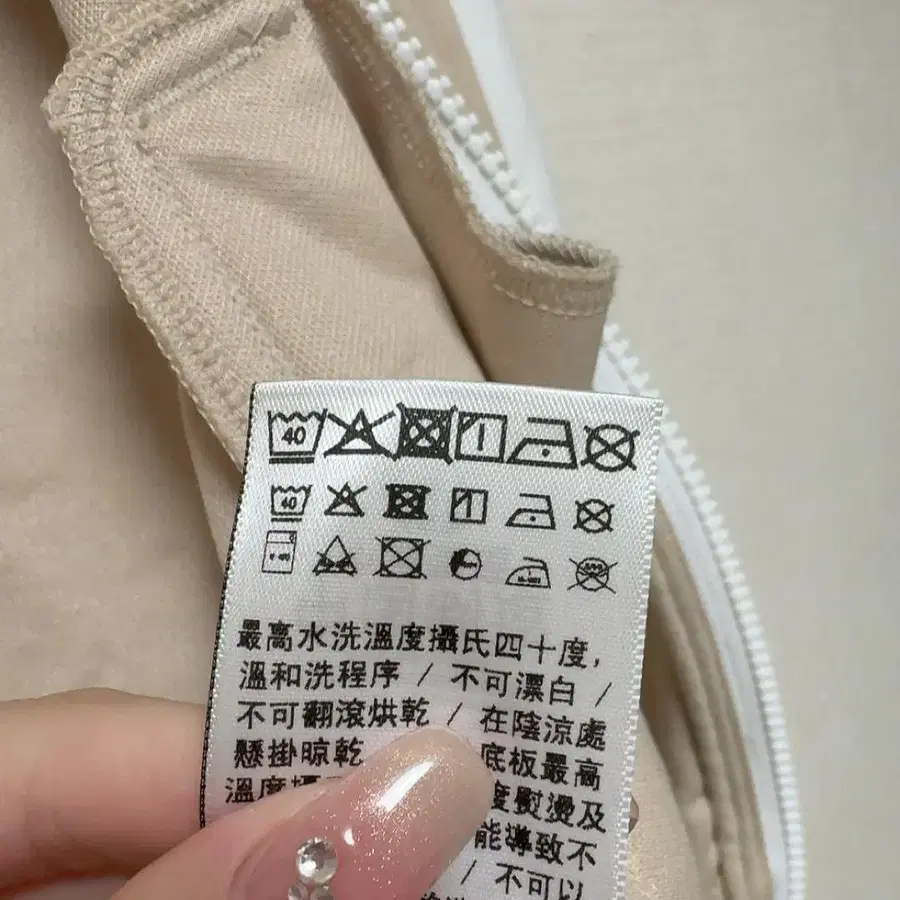 40
40
最高水洗溫度攝氏四十度,
溫和洗程序 / 不可漂白 /
不可翻滾烘乾 / 在陰涼處
懸掛晾乾 底板最高
溫度攝 度熨燙及
能導致不
/ 不可以